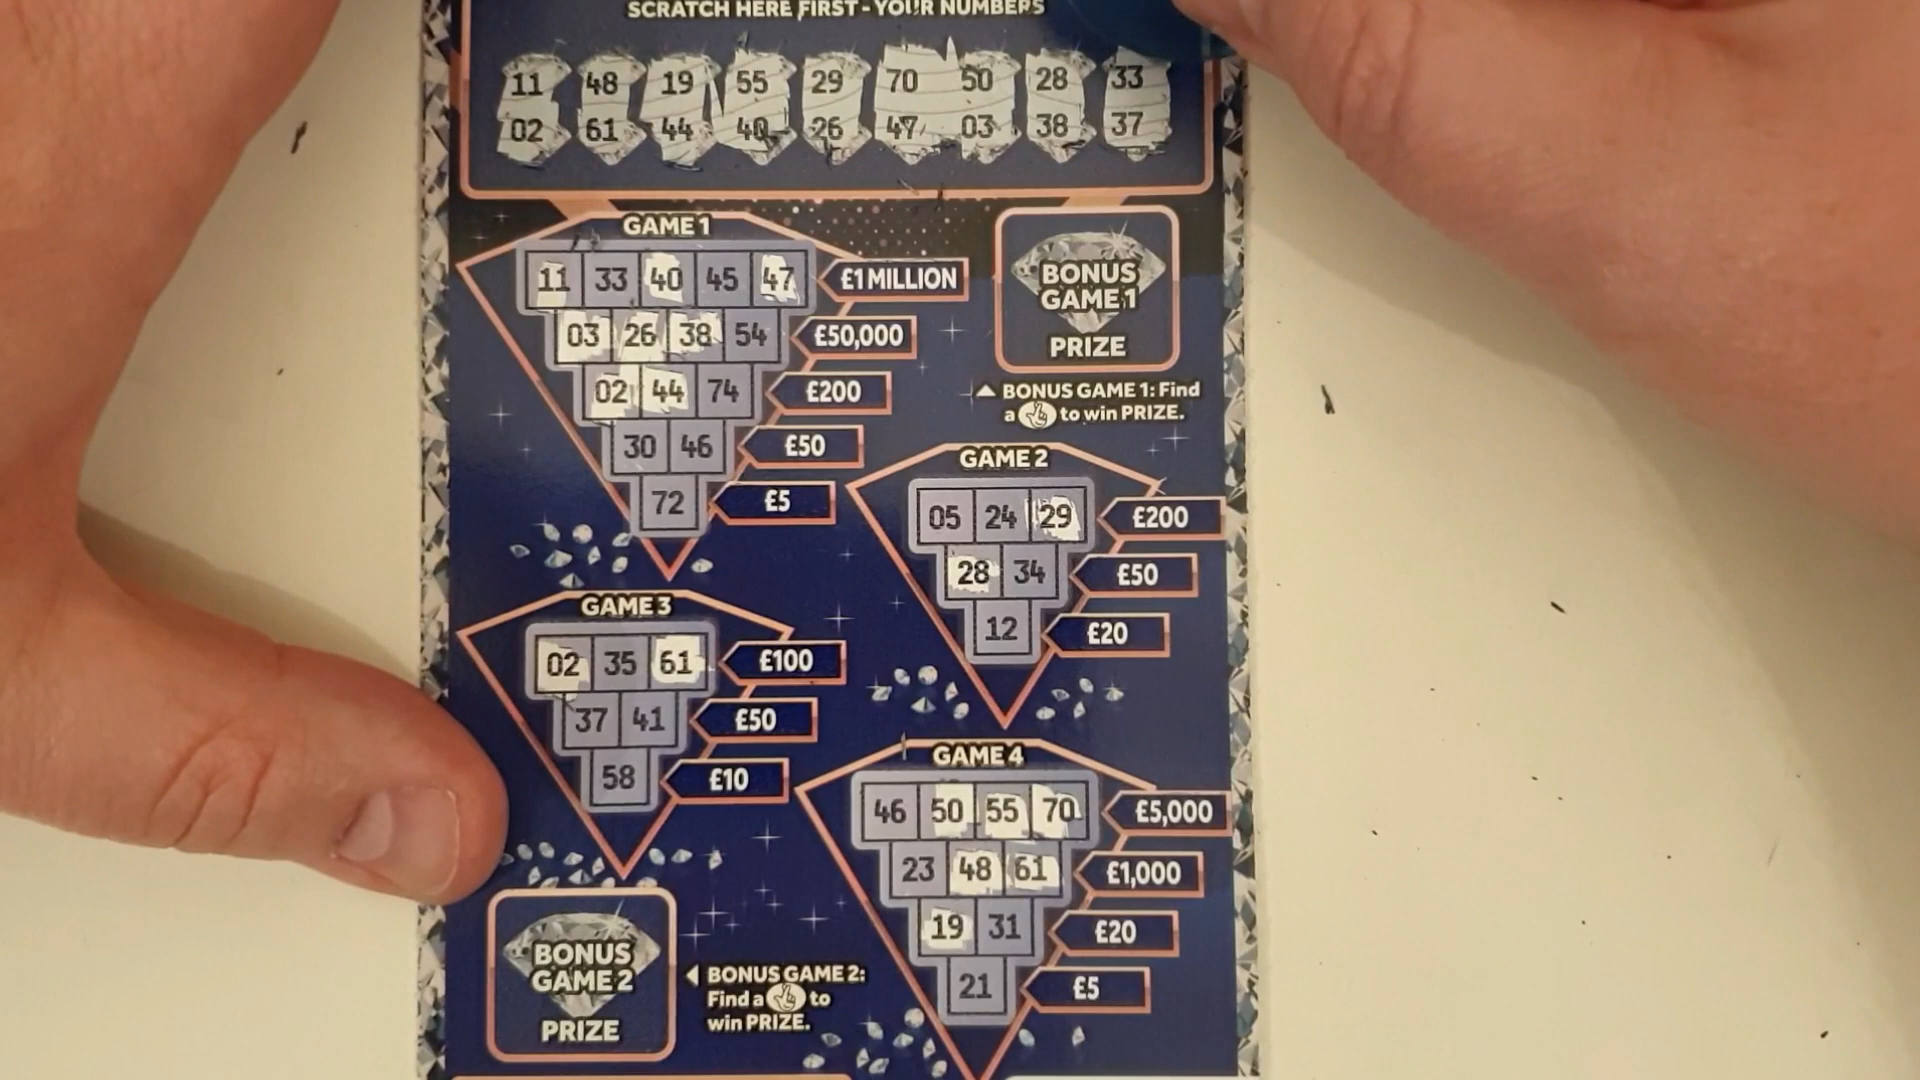 SCRATCH HERE FIRST - YOUR NUMBERS
11 48 19 55 29 70 50 28 33
02 61 44 40 26 47 03 38 37
GAME 1
11 33 40 45 47 £1 MILLION
03 26 38 54 £50,000
02 44 74 £200
30 46 £50
72 £5
BONUS
GAME 1
PRIZE
BONUS GAME 1: Find
a to win PRIZE.
GAME 2
05 24 29 £200
28 34 £50
12 £20
GAME 3
02 35 61 £100
37 41 £50
58 £10
GAME 4
46 50 55 70 £5,000
23 48 61 £1,000
19 31 £20
21 £5
BONUS
GAME 2
PRIZE
BONUS GAME 2:
Find a to
win PRIZE.